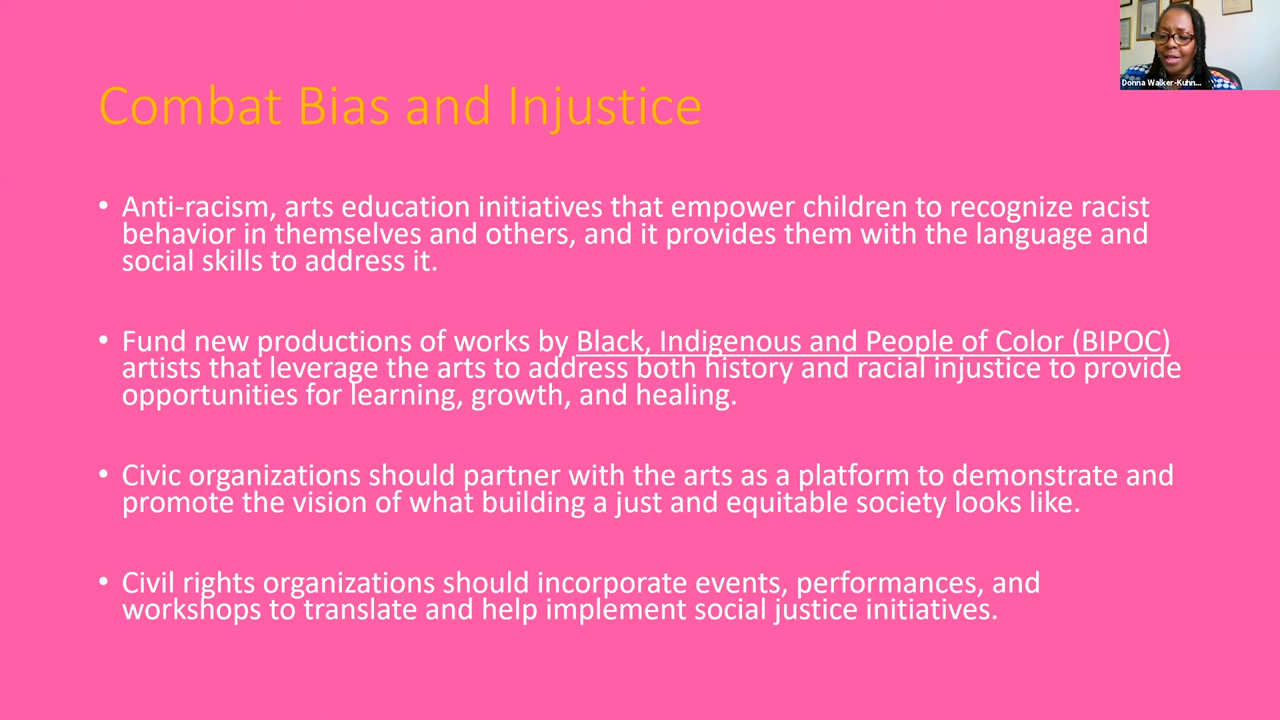 Donna Walker-Kuhn...
Combat Bias and Injustice
• Anti-racism, arts education initiatives that empower children to recognize racist
behavior in themselves and others, and it provides them with the language and
social skills to address it.
• Fund new productions of works by Black, Indigenous and People of Color (BIPOC)
artists that leverage the arts to address both history and racial injustice to provide
opportunities for learning, growth, and healing.
• Civic organizations should partner with the arts as a platform to demonstrate and
promote the vision of what building a just and equitable society looks like.
• Civil rights organizations should incorporate events, performances, and
workshops to translate and help implement social justice initiatives.